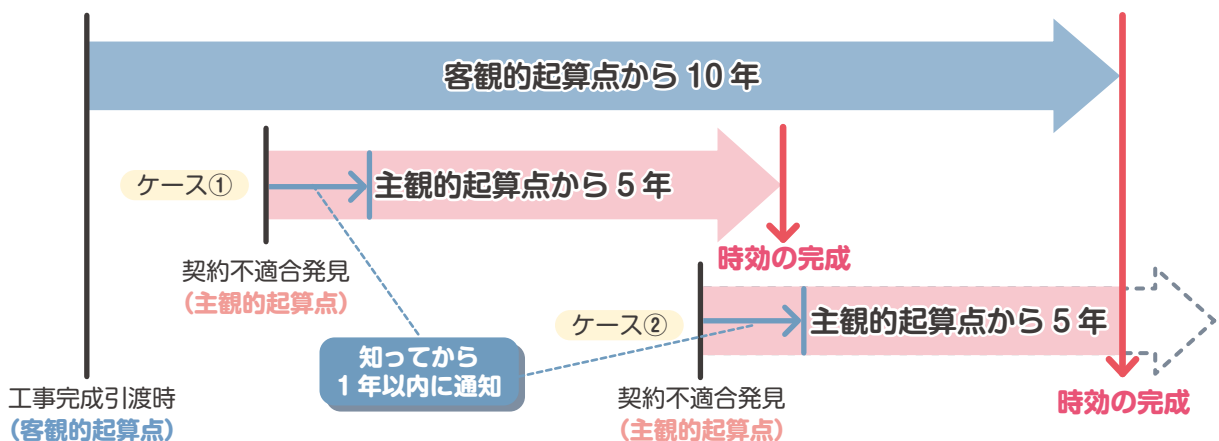 客観的起算点から 10 年
ケース①
主観的起算点から 5 年
時効の完成
契約不適合発見
(主観的起算点)
ケース②
主観的起算点から 5 年
知ってから
1 年以内に通知
工事完成引渡時
(客観的起算点)
契約不適合発見
(主観的起算点)
時効の完成